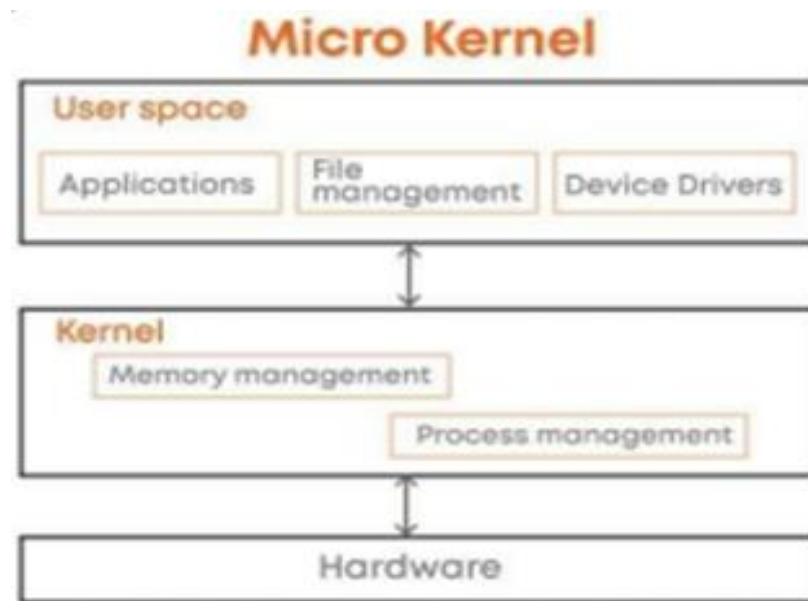 Micro Kernel
User space
Applications
File
management
Device Drivers
Kernel
Memory management
Process management
Hardware